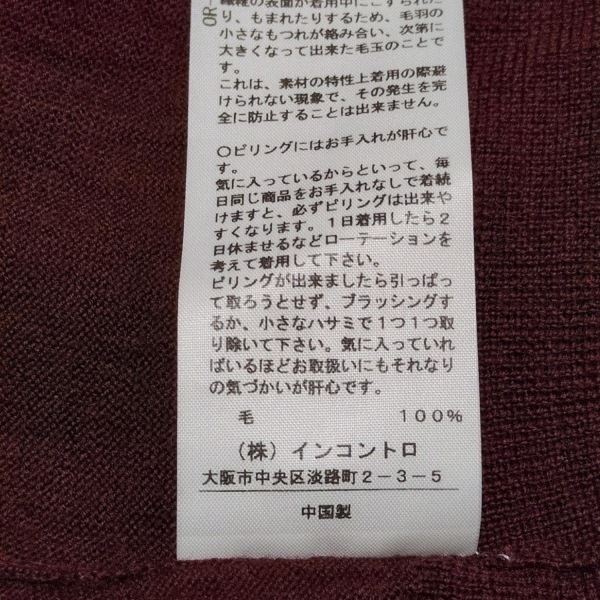 OR-
繊維の表面が着用中にこすられた
り、もまれたりするため、毛羽の
小さなもつれが絡み合い、次第に
大きくなって出来た毛玉のことで
す。
これは、素材の特性上着用の際避
けられない現象で、その発生を完
全に防止することは出来ません。
〇ピリングにはお手入れが肝心で
す。
気に入っているからといって、毎
日同じ商品をお手入れなしで着続
けますと、必ずピリングは出来や
すくなります。1日着用したら2
日休ませるなどローテーションを
考えて着用して下さい。
ピリングが出来ましたら引っぱっ
て取ろうとせず、ブラッシングす
るか、小さなハサミで1つ1つ取
り除いて下さい。気に入っていれ
ばいるほどお取扱いにもそれなり
の気づかいが肝心です。
毛 100%
(株)インコントロ
大阪市中央区淡路町2-3-5
中国製